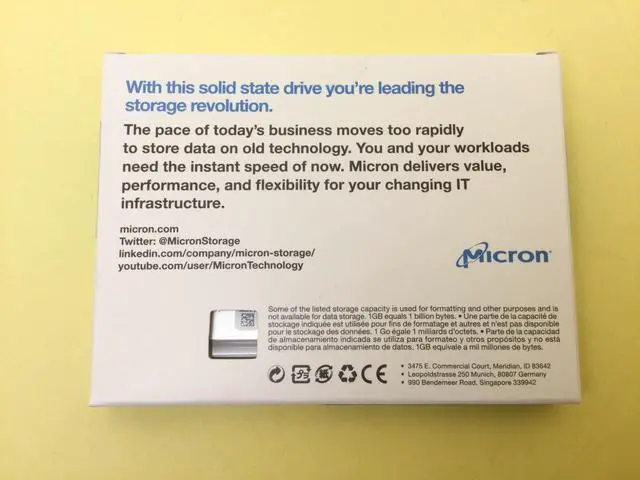 With this solid state drive you're leading the
storage revolution.
The pace of today's business moves too rapidly
to store data on old technology. You and your workloads
need the instant speed of now. Micron delivers value,
performance, and flexibility for your changing IT
infrastructure.
micron.com
Twitter: @MicronStorage
linkedin.com/company/micron-storage/
youtube.com/user/MicronTechnology
Micron
Some of the listed storage capacity is used for formatting and other purposes and is
not available for data storage. 1GB equals 1 billion bytes. • Une partie de la capacité de
stockage indiquée est utilisée pour fins de formatage et autres et n'est pas disponible
pour le stockage des données. 1 Go égale 1 milliards d'octets. • Parte de la capacidad
de almacenamiento indicada se utiliza para formateo y otros propósitos y no está
disponible para almacenamiento de datos. 1GB equivale a mil millones de bytes.
CE
• 3475 E. Commercial Court, Meridian, ID 83642
• Leopoldstrasse 250 Munich, 80807 Germany
• 990 Bendemeer Road, Singapore 339942